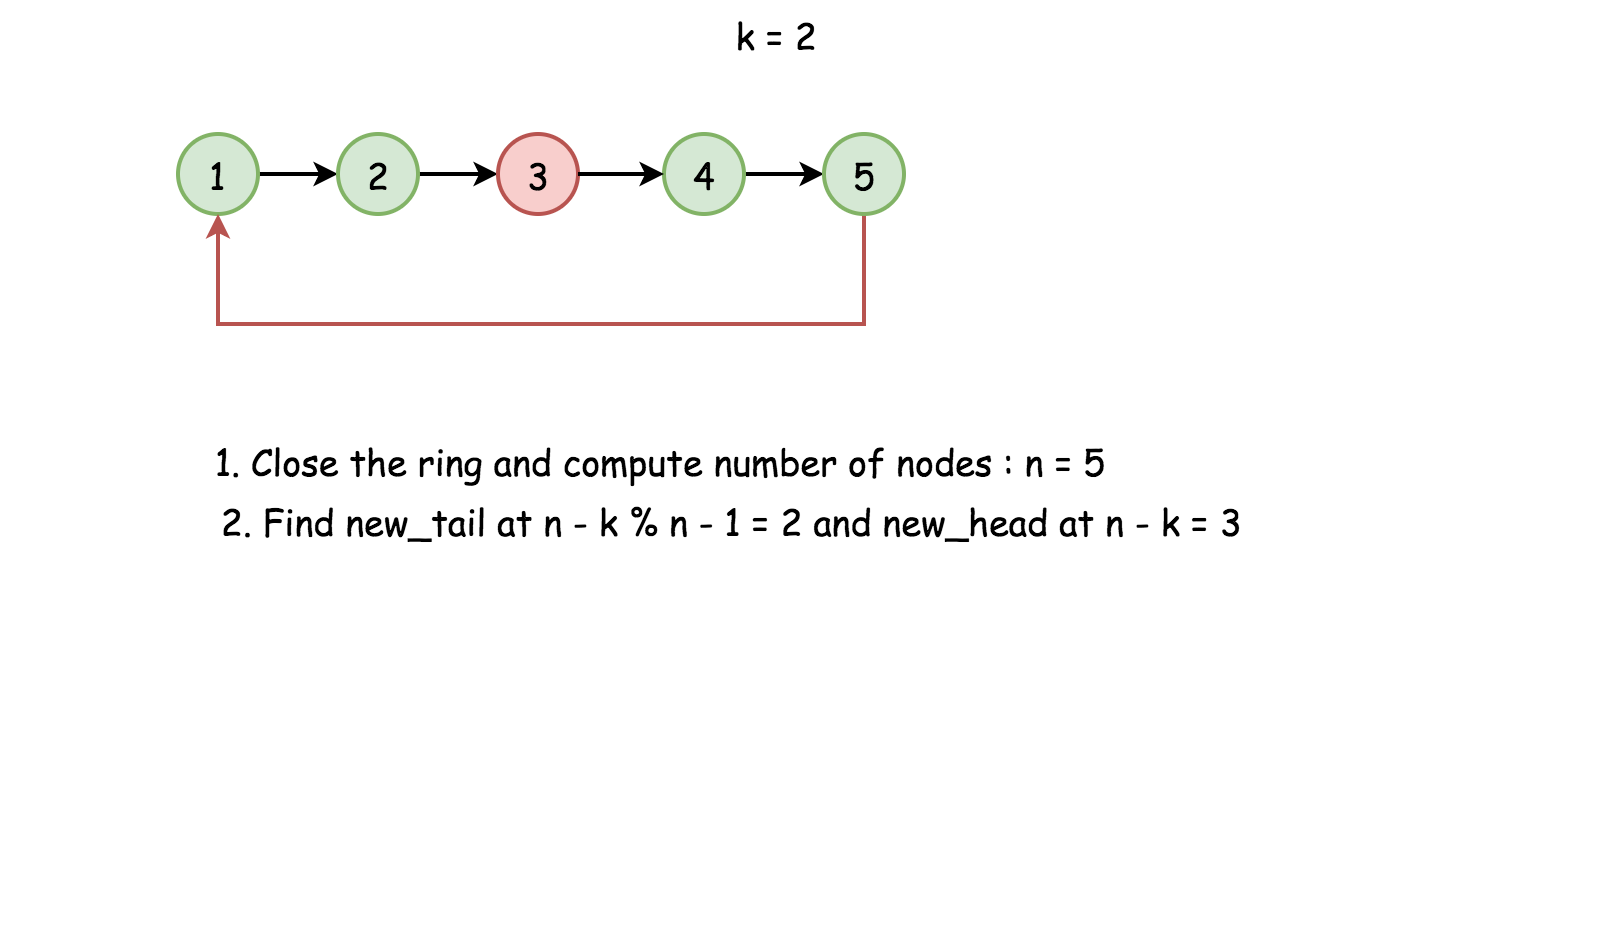 k = 2
1 2 3 4 5
1. Close the ring and compute number of nodes : n = 5
2. Find new_tail at n - k % n - 1 = 2 and new_head at n - k = 3